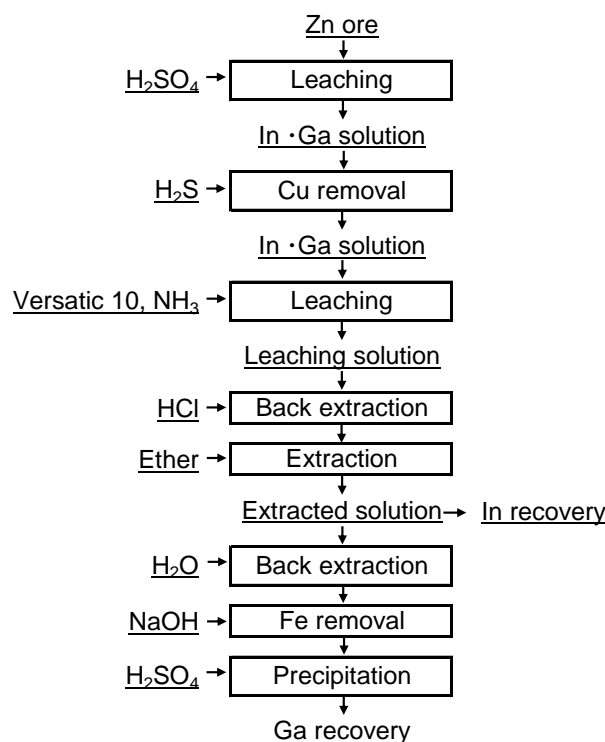 Zn ore
H₂SO₄ Leaching
In・Ga solution
H₂S Cu removal
In・Ga solution
Versatic 10, NH₃ Leaching
Leaching solution
HCl Back extraction
Ether Extraction
Extracted solution In recovery
H₂O Back extraction
NaOH Fe removal
H₂SO₄ Precipitation
Ga recovery